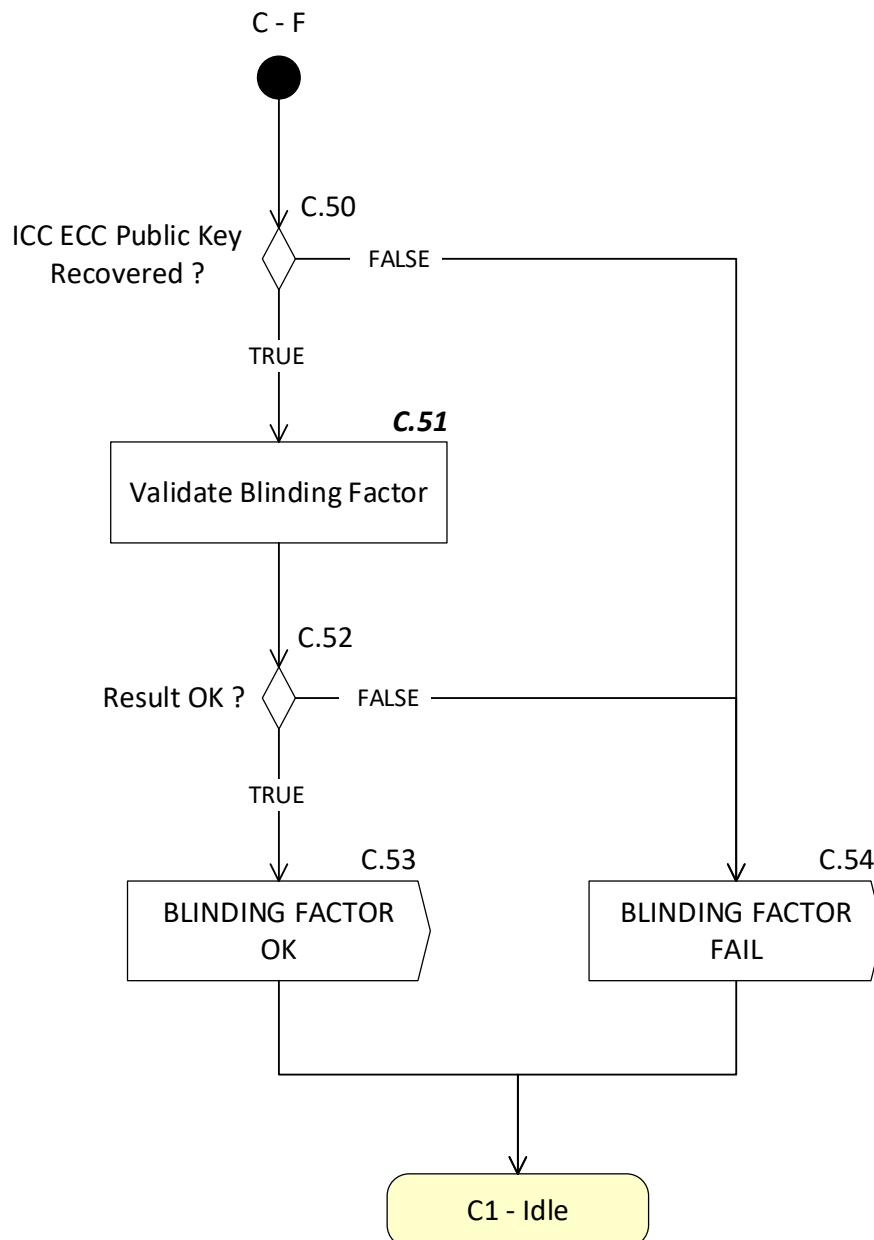 C - F
C.50
ICC ECC Public Key
Recovered ?
FALSE
TRUE
C.51
Validate Blinding Factor
C.52
Result OK ?
FALSE
TRUE
C.53
C.54
BLINDING FACTOR
OK
BLINDING FACTOR
FAIL
C1 - Idle